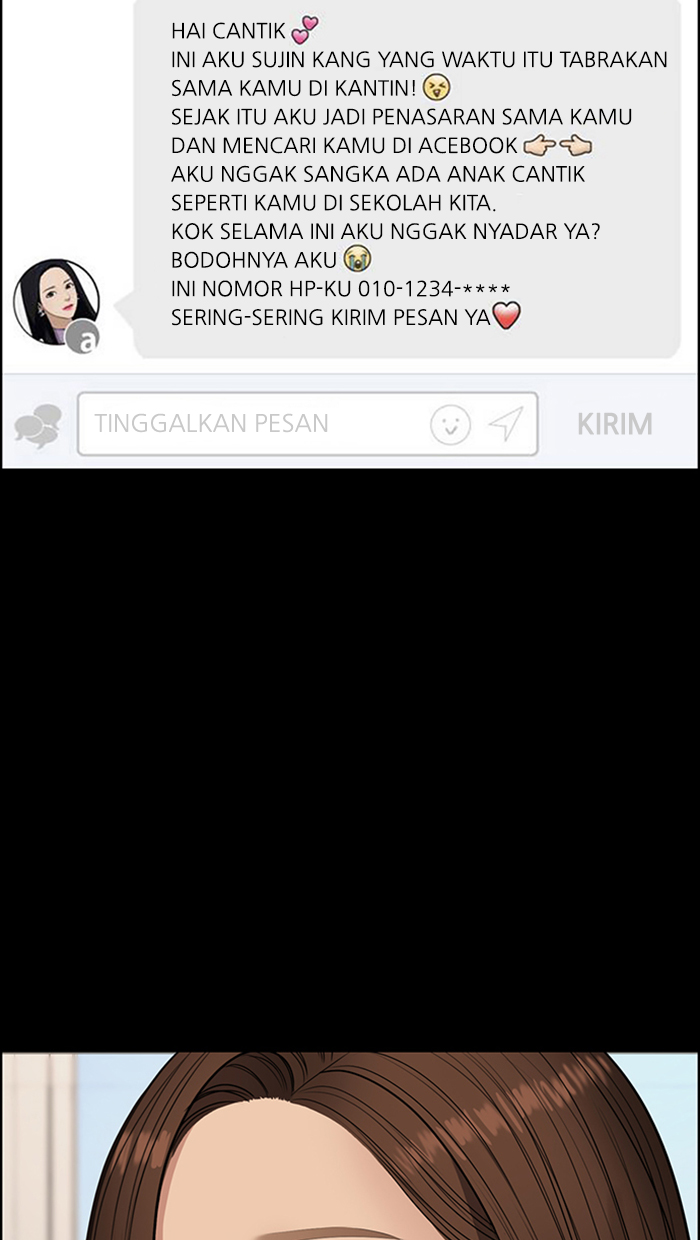 HAI CANTIK 💕
INI AKU SUJIN KANG YANG WAKTU ITU TABRAKAN
SAMA KAMU DI KANTIN! 😝
SEJAK ITU AKU JADI PENASARAN SAMA KAMU
DAN MENCARI KAMU DI ACEBOOK 👉👈
AKU NGGAK SANGKA ADA ANAK CANTIK
SEPERTI KAMU DI SEKOLAH KITA.
KOK SELAMA INI AKU NGGAK NYADAR YA?
BODOHNYA AKU 😭
INI NOMOR HP-KU 010-1234-****
SERING-SERING KIRIM PESAN YA❤️
a
TINGGALKAN PESAN
KIRIM